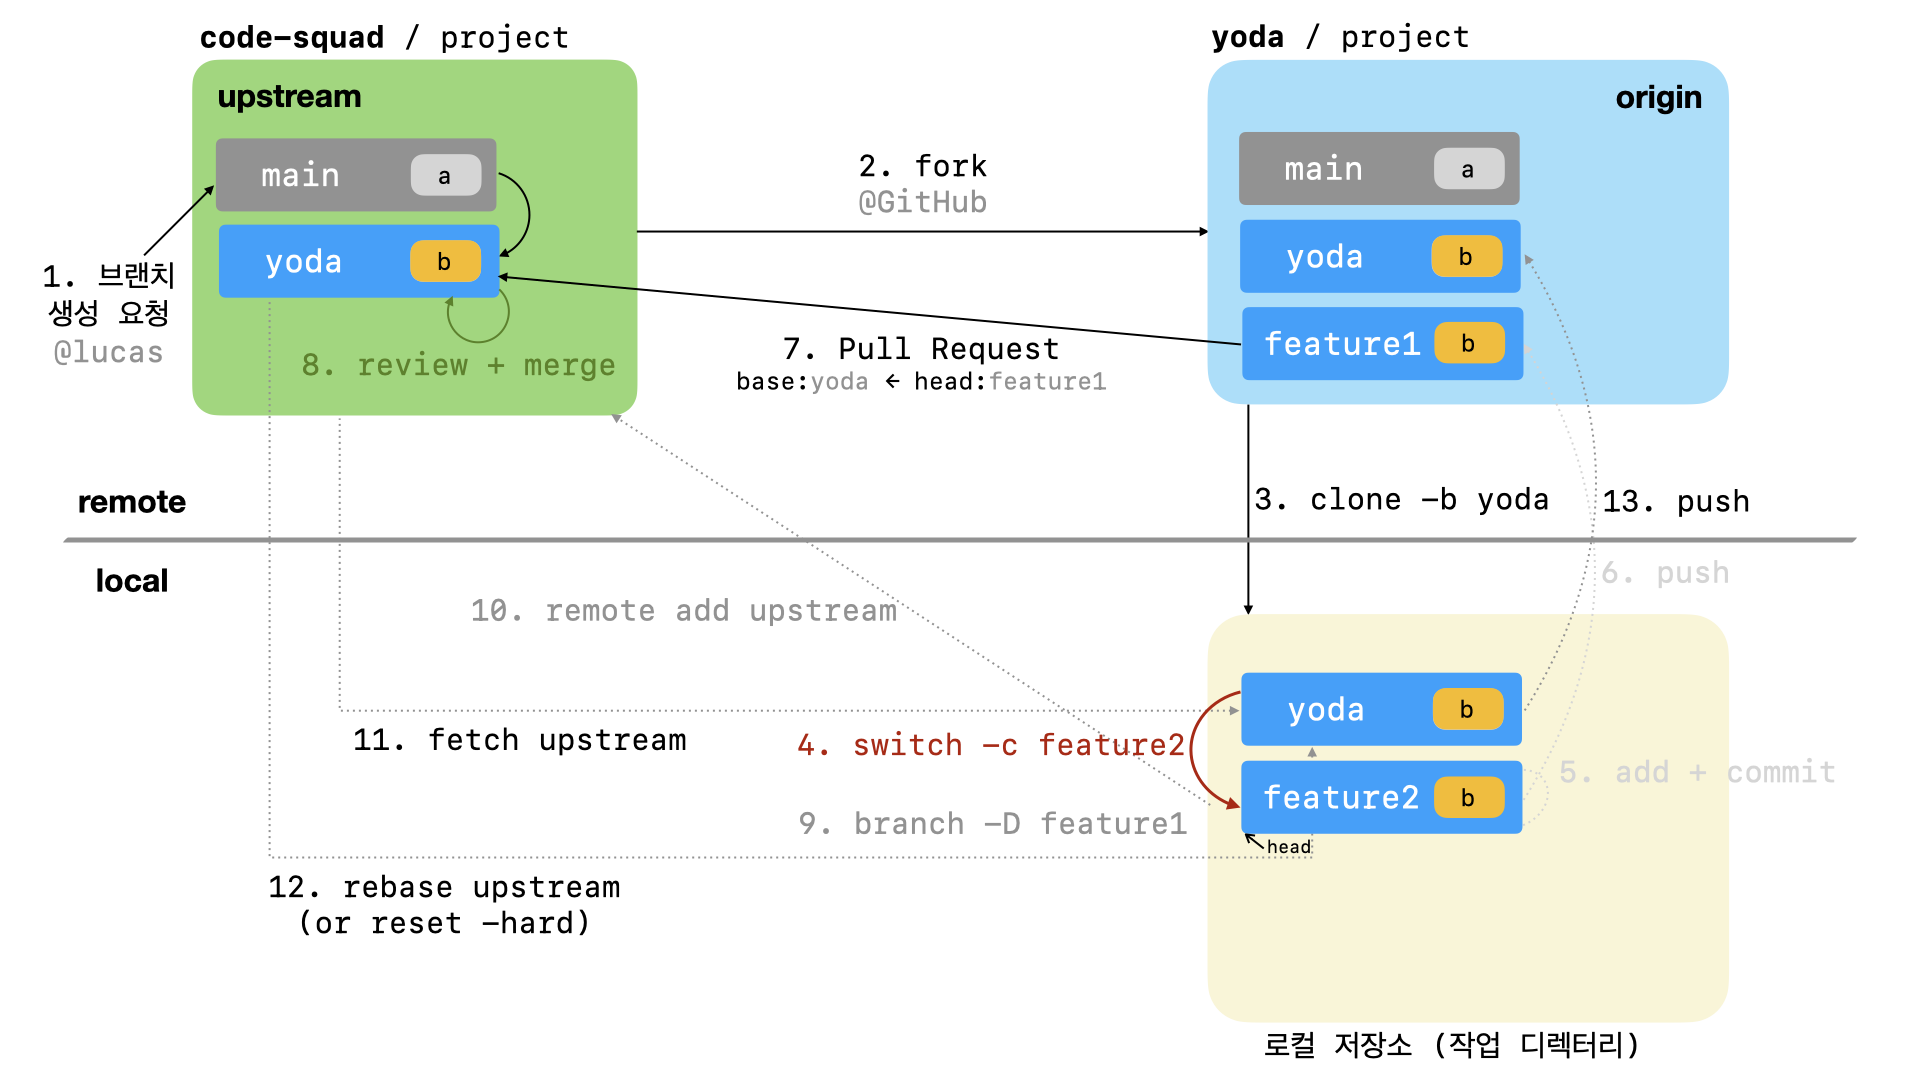 code-squad / project
upstream
main a
yoda b
8. review + merge
1. 브랜치
생성 요청
@lucas
2. fork
@GitHub
7. Pull Request
base:yoda ← head:feature1
yoda / project
origin
main a
yoda b
feature1 b
remote
3. clone –b yoda
13. push
local
6. push
10. remote add upstream
11. fetch upstream
4. switch –c feature2
9. branch –D feature1
12. rebase upstream
(or reset –hard)
yoda b
feature2 b
head
5. add + commit
로컬 저장소 (작업 디렉터리)